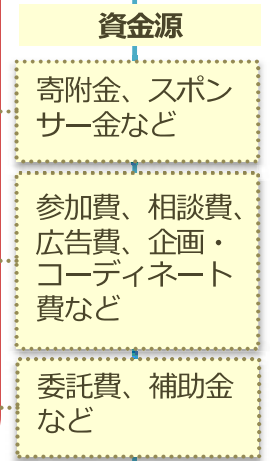 資金源
寄附金、スポン
サー金など
参加費、相談費、
広告費、企画・
コーディネート
費など
委託費、補助金
など